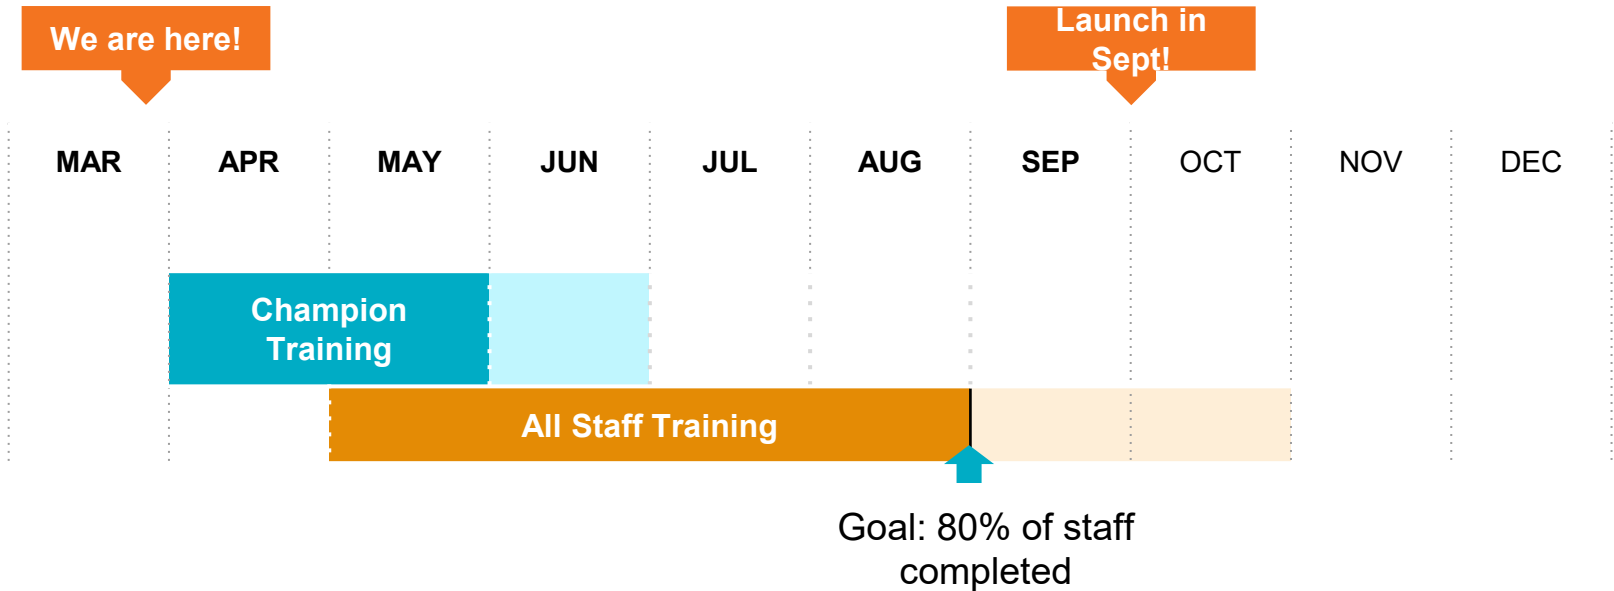 We are here!
Launch in
Sept!
MAR APR MAY JUN JUL AUG SEP OCT NOV DEC
Champion
Training
All Staff Training
Goal: 80% of staff
completed